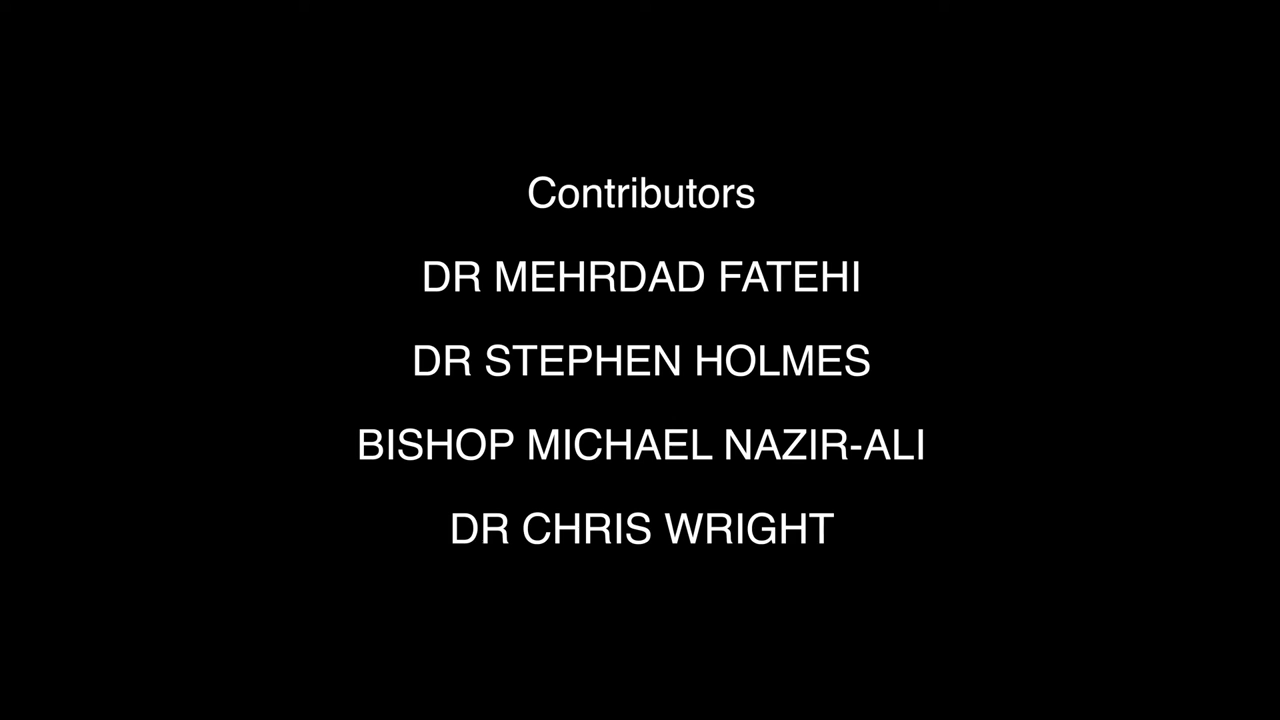 Contributors
DR MEHRDAD FATEHI
DR STEPHEN HOLMES
BISHOP MICHAEL NAZIR-ALI
DR CHRIS WRIGHT